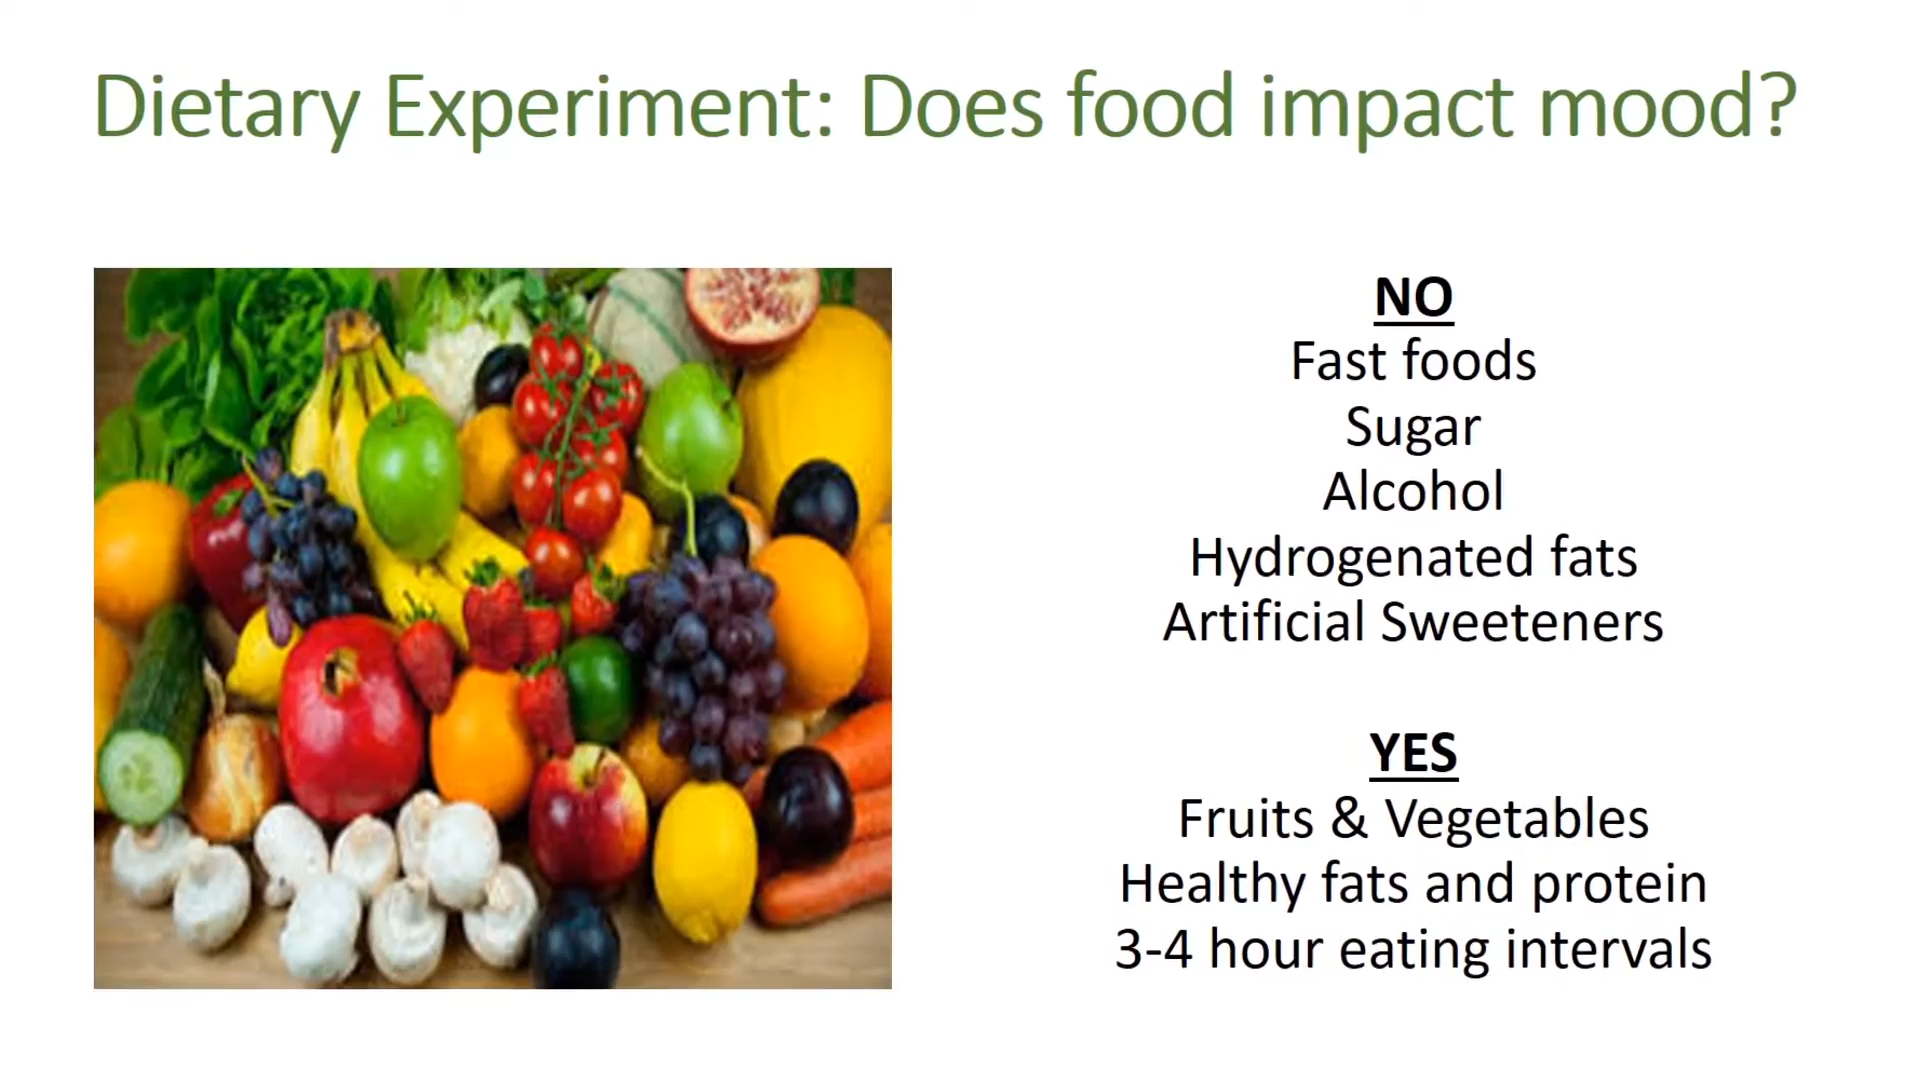 Dietary Experiment: Does food impact mood?
NO
Fast foods
Sugar
Alcohol
Hydrogenated fats
Artificial Sweeteners
YES
Fruits & Vegetables
Healthy fats and protein
3-4 hour eating intervals